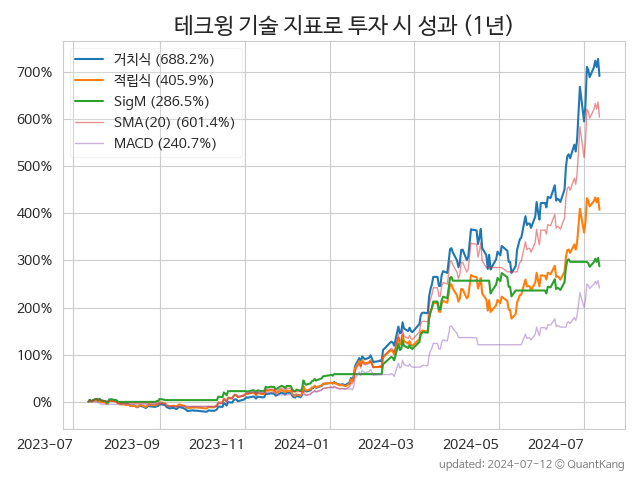 테크윙 기술 지표로 투자 시 성과 (1년)
거치식 (688.2%)
적립식 (405.9%)
SigM (286.5%)
SMA(20) (601.4%)
MACD (240.7%)
700%
600%
500%
400%
300%
200%
100%
0%
2023-07 2023-09 2023-11 2024-01 2024-03 2024-05 2024-07
updated: 2024-07-12 © QuantKang